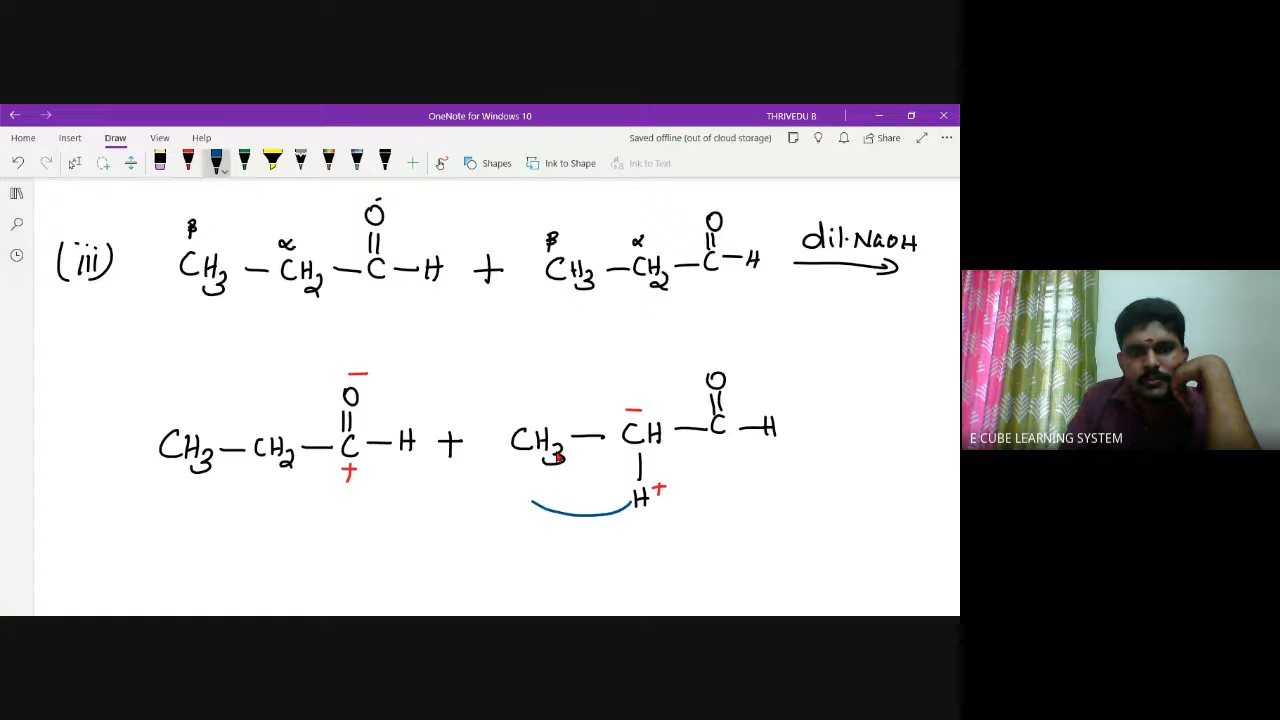 OneNote for Windows 10
THRIVEDU B
Home Insert Draw View Help
Saved offline (out of cloud storage)
Share
Shapes Ink to Shape Ink to Text
(iii) β CH3 — α CH2 — C(=O) — H + β CH3 — α CH2 — C(=O) — H dil·NaOH →
CH3 — CH2 — C(=O) — H + CH3 — CH — C(=O) — H
− + − H +
E CUBE LEARNING SYSTEM